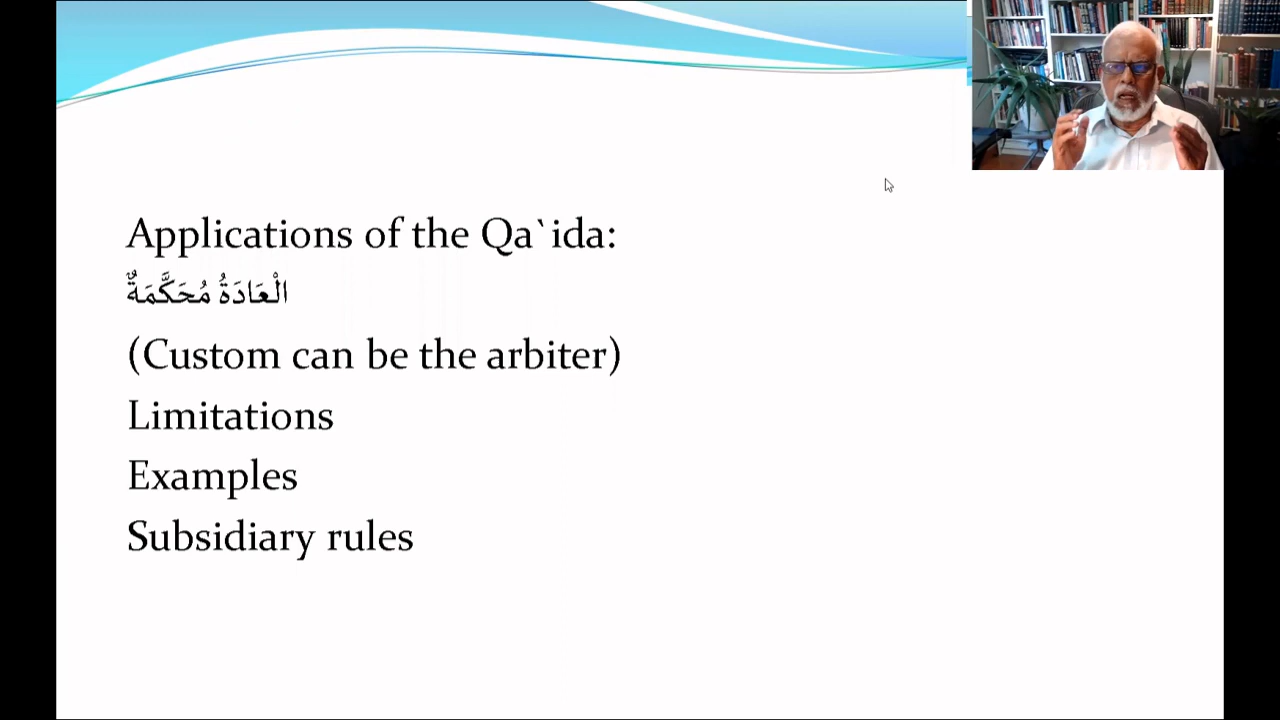 Applications of the Qa`ida:
الْعَادَةُ مُحَكَّمَةٌ
(Custom can be the arbiter)
Limitations
Examples
Subsidiary rules